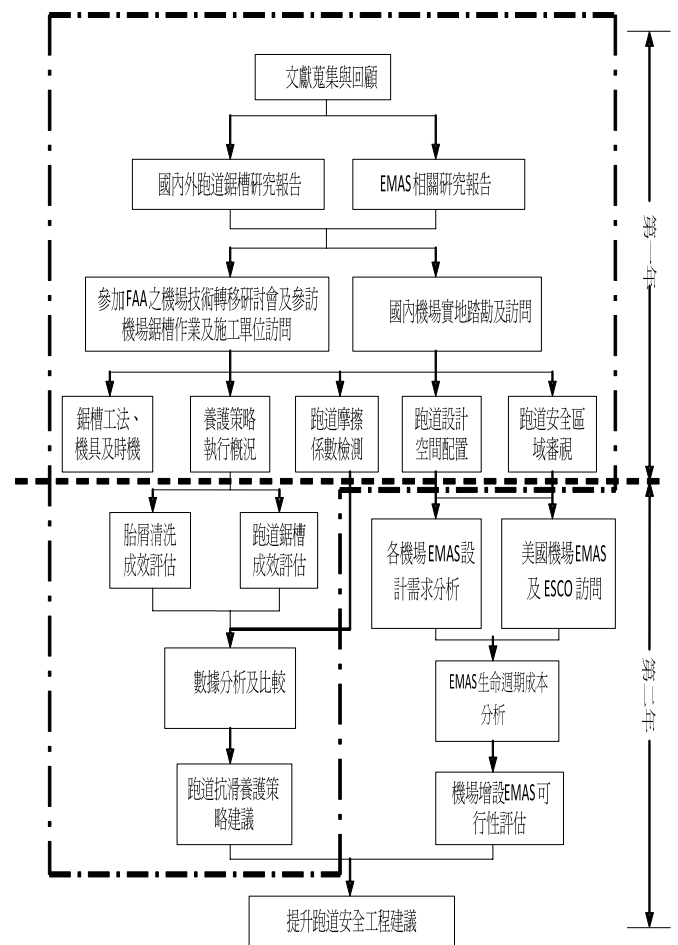 文獻蒐集與回顧
國內外跑道鋸槽研究報告
EMAS相關研究報告
參加FAA之機場技術轉移研討會及參訪
機場鋸槽作業及施工單位訪問
國內機場實地踏勘及訪問
鋸槽工法、
機具及時機
養護策略
執行概況
跑道摩擦
係數檢測
跑道設計
空間配置
跑道安全區
域審視
第一年
胎屑清洗
成效評估
跑道鋸槽
成效評估
各機場EMAS設
計需求分析
美國機場EMAS
及ESCO訪問
數據分析及比較
EMAS生命週期成本
分析
跑道抗滑養護策
略建議
機場增設EMAS可
行性評估
第二年
提升跑道安全工程建議